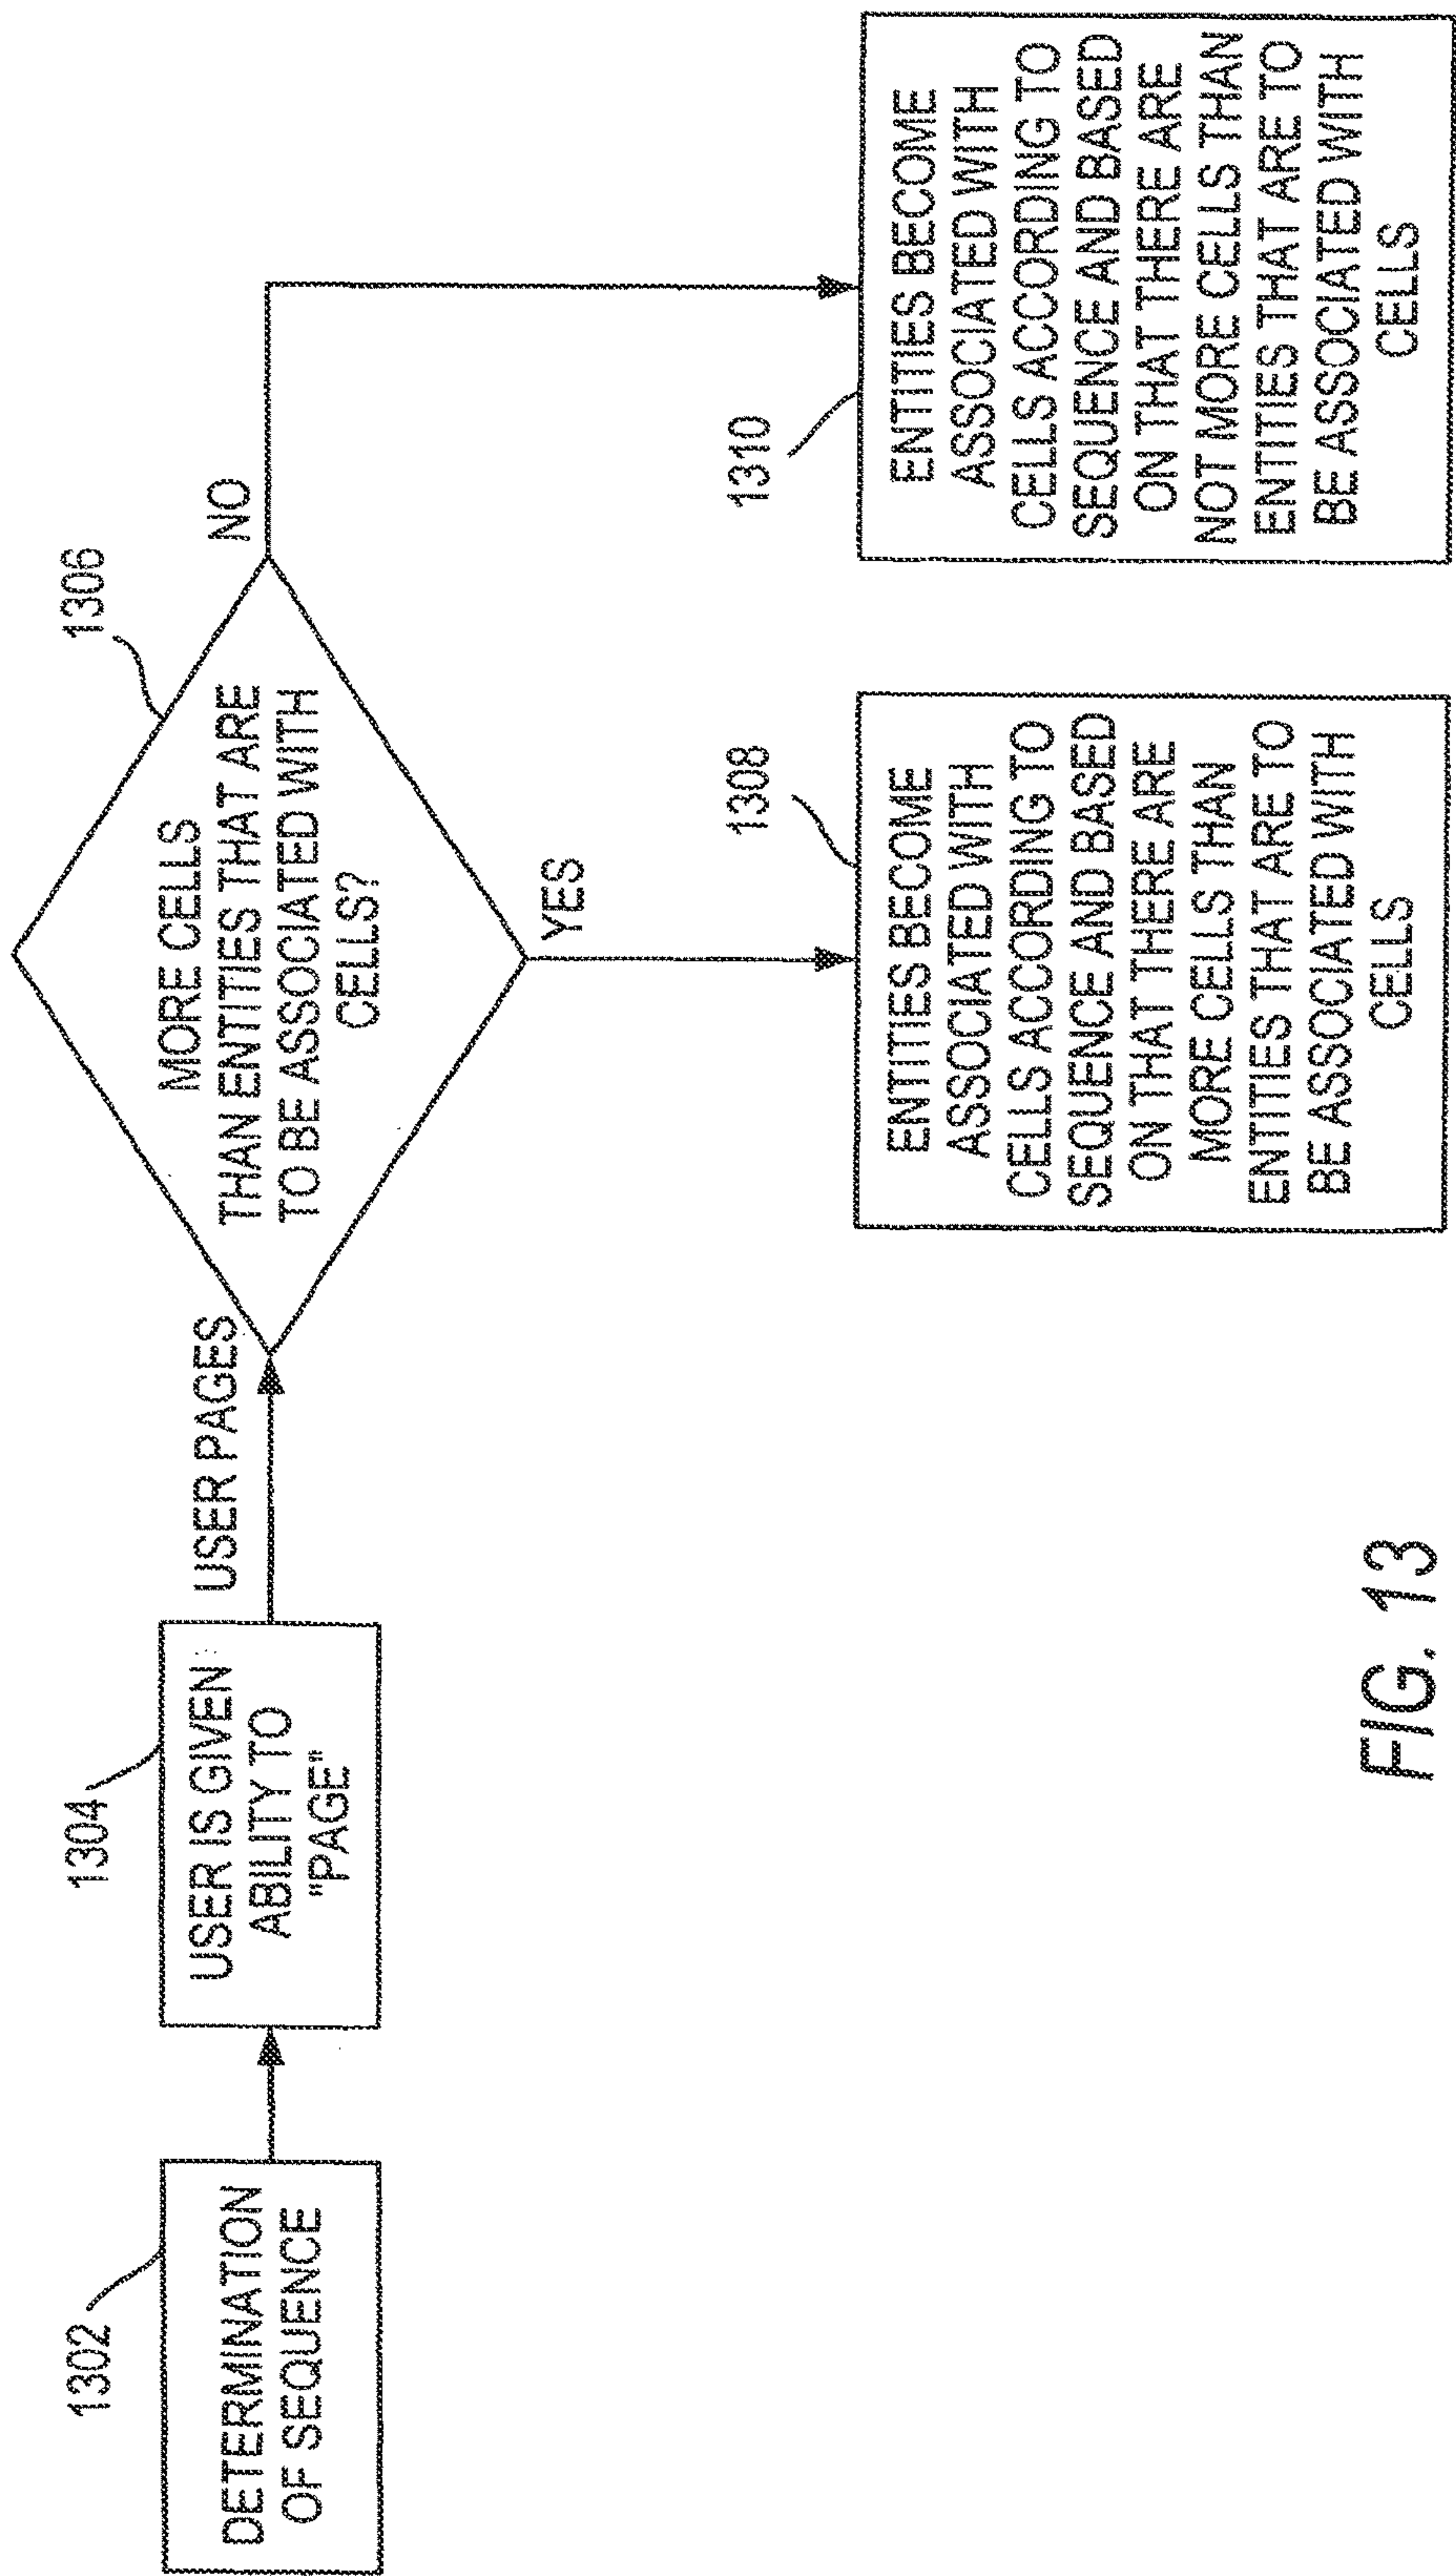 1302
DETERMINATION
OF SEQUENCE
1304
USER IS GIVEN
ABILITY TO
"PAGE"
USER PAGES
1306
MORE CELLS
THAN ENTITIES THAT ARE
TO BE ASSOCIATED WITH
CELLS?
NO
YES
1308
ENTITIES BECOME
ASSOCIATED WITH
CELLS ACCORDING TO
SEQUENCE AND BASED
ON THAT THERE ARE
MORE CELLS THAN
ENTITIES THAT ARE TO
BE ASSOCIATED WITH
CELLS
1310
ENTITIES BECOME
ASSOCIATED WITH
CELLS ACCORDING TO
SEQUENCE AND BASED
ON THAT THERE ARE
NOT MORE CELLS THAN
ENTITIES THAT ARE TO
BE ASSOCIATED WITH
CELLS
FIG. 13